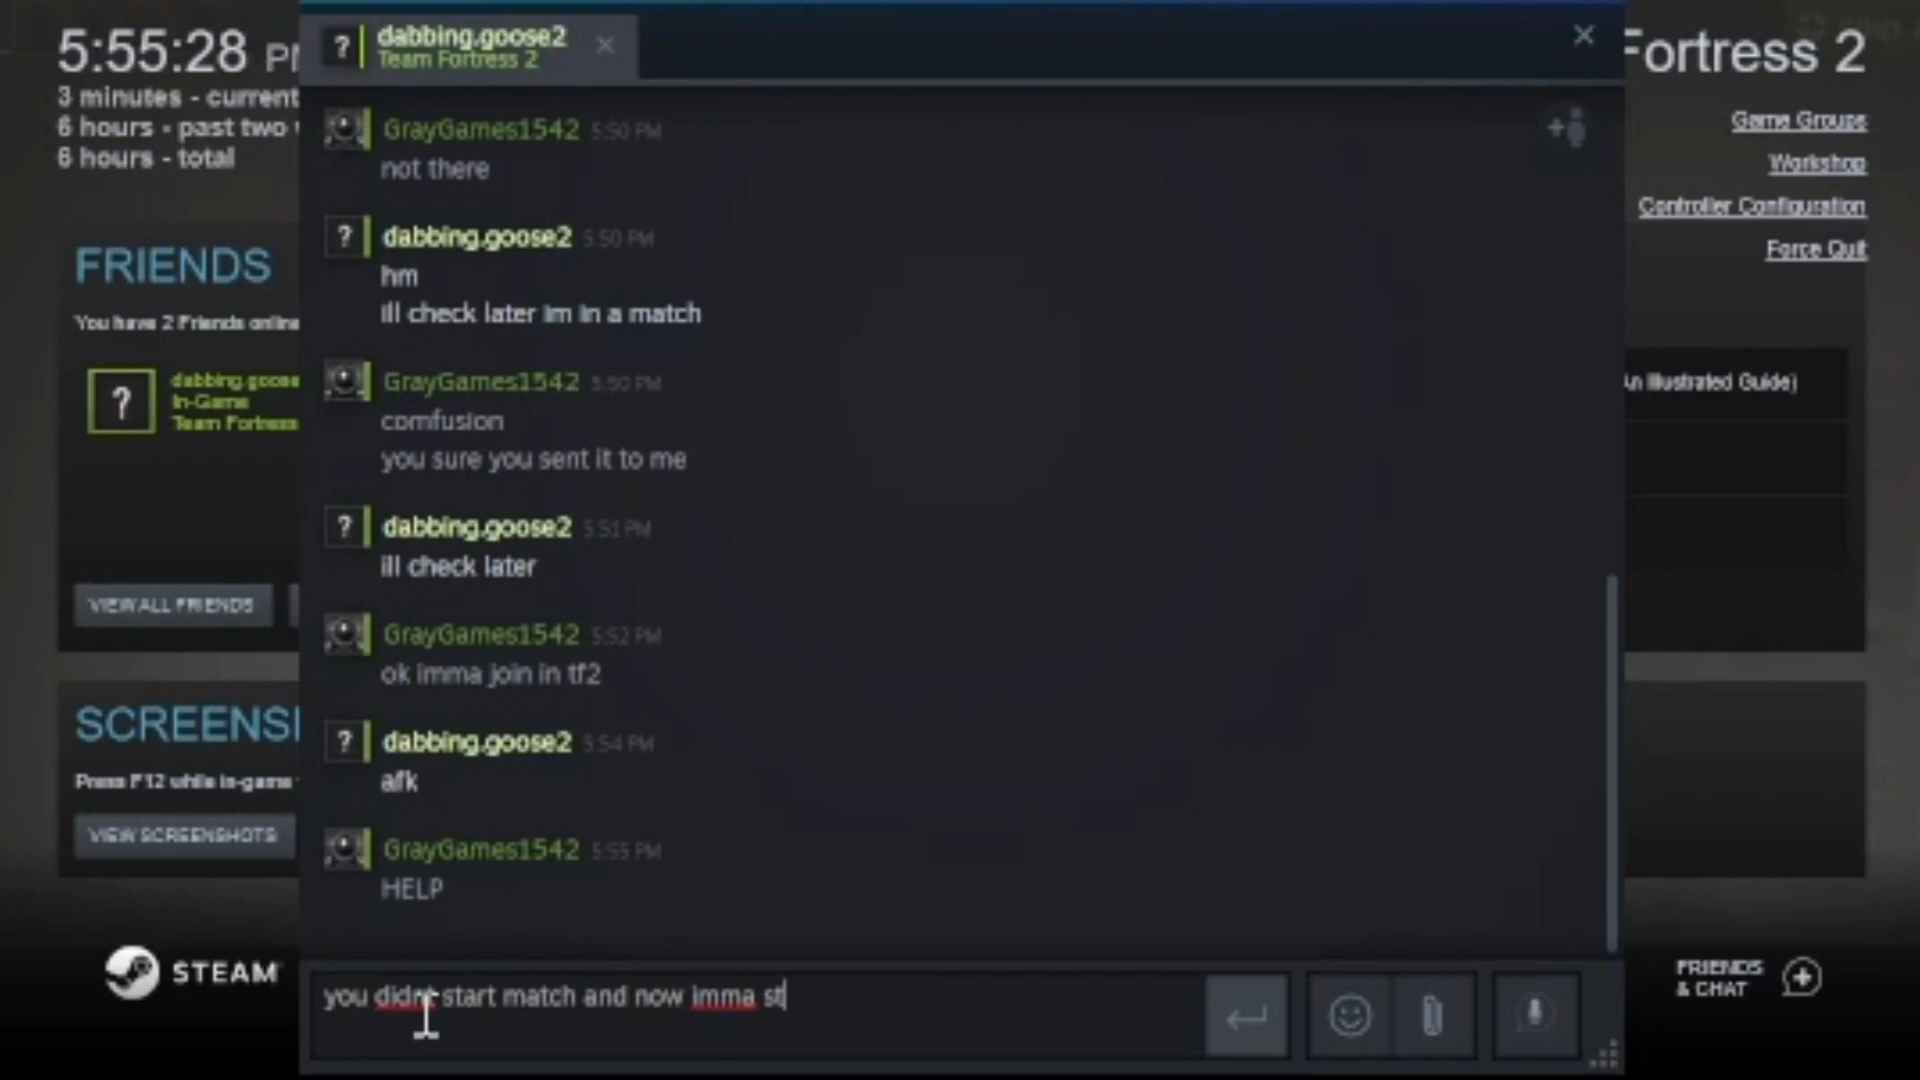 5:55:28 PM
3 minutes - current
6 hours - past two
6 hours - total
FRIENDS
You have 2 Friends online
dabbing.goose
In-Game
Team Fortress
VIEW ALL FRIENDS
SCREENS
Press F12 while in-game
VIEW SCREENSHOTS
STEAM
dabbing.goose2
Team Fortress 2
GrayGames1542 5:50 PM
not there
dabbing.goose2 5:50 PM
hm
ill check later im in a match
GrayGames1542 5:50 PM
comfusion
you sure you sent it to me
dabbing.goose2 5:51 PM
ill check later
GrayGames1542 5:52 PM
ok imma join in tf2
dabbing.goose2 5:54 PM
afk
GrayGames1542 5:55 PM
HELP
you didnt start match and now imma st
Fortress 2
Game Groups
Workshop
Controller Configuration
Force Quit
An Illustrated Guide)
FRIENDS
& CHAT